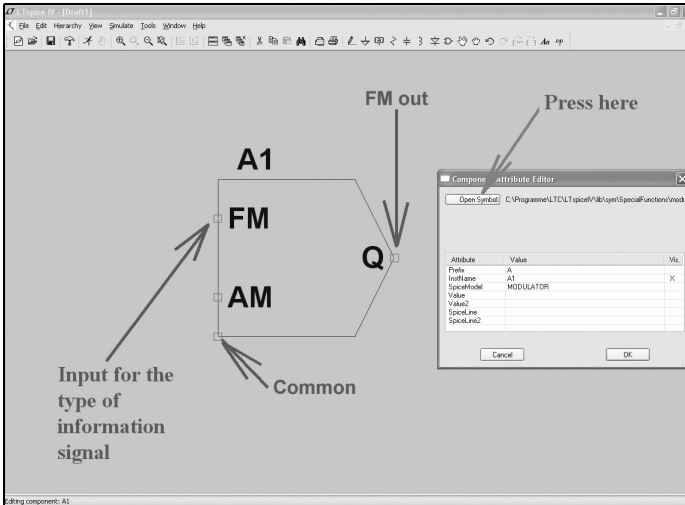 LTspice IV - [Draft1]
File Edit Hierarchy View Simulate Tools Window Help
FM out
Press here
A1
FM
Q
AM
Input for the
type of
information
signal
Common
Component Attribute Editor
Open Symbol: C:\Programme\LTC\LTspiceIV\lib\sym\SpecialFunctions\modu
Attribute Value Vis.
Prefix A
InstName A1 X
SpiceModel MODULATOR
Value
Value2
SpiceLine
SpiceLine2
Cancel OK
Editing component: A1